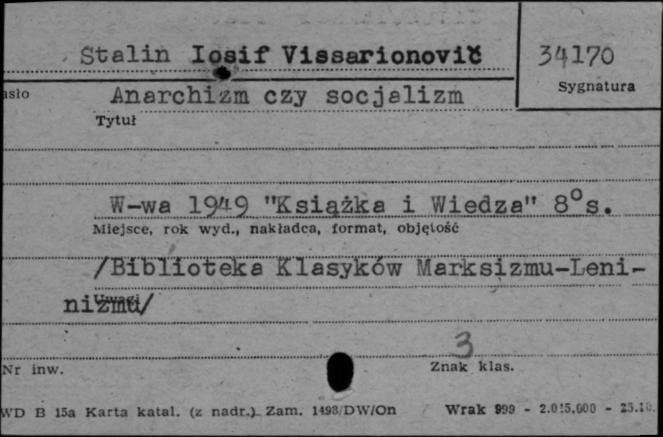 Stalin Iosif Vissarionovič
34170
asło
Sygnatura
Anarchizm czy socjalizm
Tytuł
W-wa 1949 "Książka i Wiedza" 8°s.
Miejsce, rok wyd., nakładca, format, objętość
/Biblioteka Klasyków Marksizmu-Leni-
nizmu/
Uwagi
3
Nr inw.
Znak klas.
WD B 15a Karta katal. (z nadr.). Zam. 1493/DW/On Wrak 999 - 2.015.000 - 25.10.